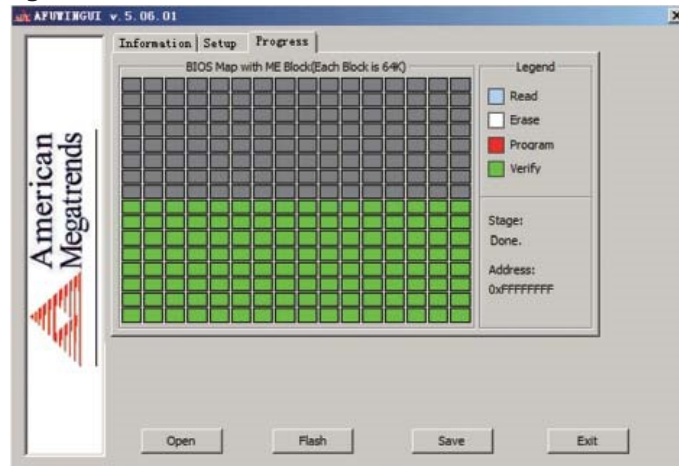 AFUWINGUI v.5.06.01
Information Setup Progress
BIOS Map with ME Block(Each Block is 64K)
Legend
Read
Erase
Program
Verify
Stage:
Done.
Address:
0xFFFFFFFF
American
Megatrends
Open Flash Save Exit